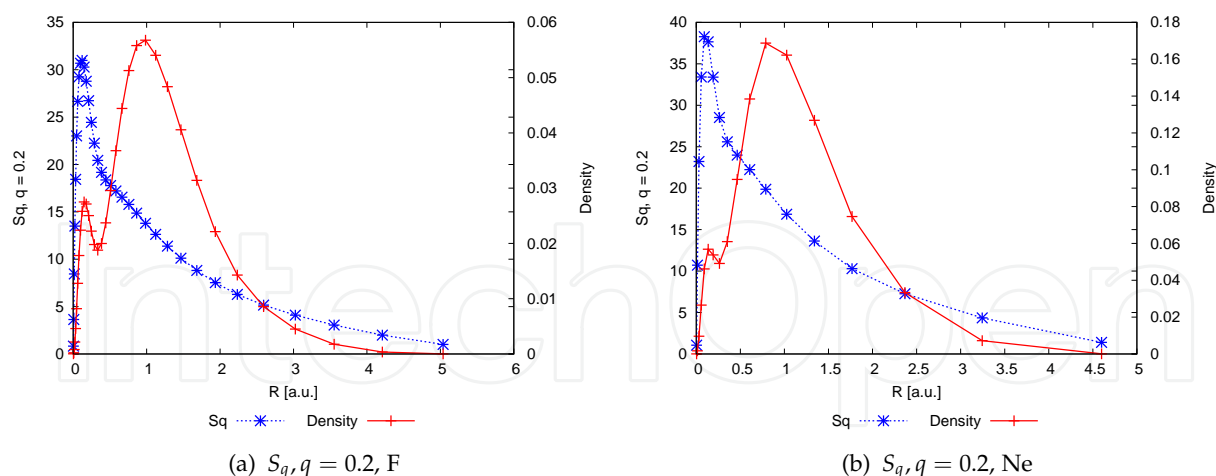 35
30
25
20
15
10
5
0
Sq, q = 0.2
0.06
0.05
0.04
0.03
0.02
0.01
0
Density
0 1 2 3 4 5 6
R [a.u.]
Sq Density
(a) Sq, q = 0.2, F
40
35
30
25
20
15
10
5
0
Sq, q = 0.2
0.18
0.16
0.14
0.12
0.1
0.08
0.06
0.04
0.02
0
Density
0 0.5 1 1.5 2 2.5 3 3.5 4 4.5 5
R [a.u.]
Sq Density
(b) Sq, q = 0.2, Ne
IntechOpen